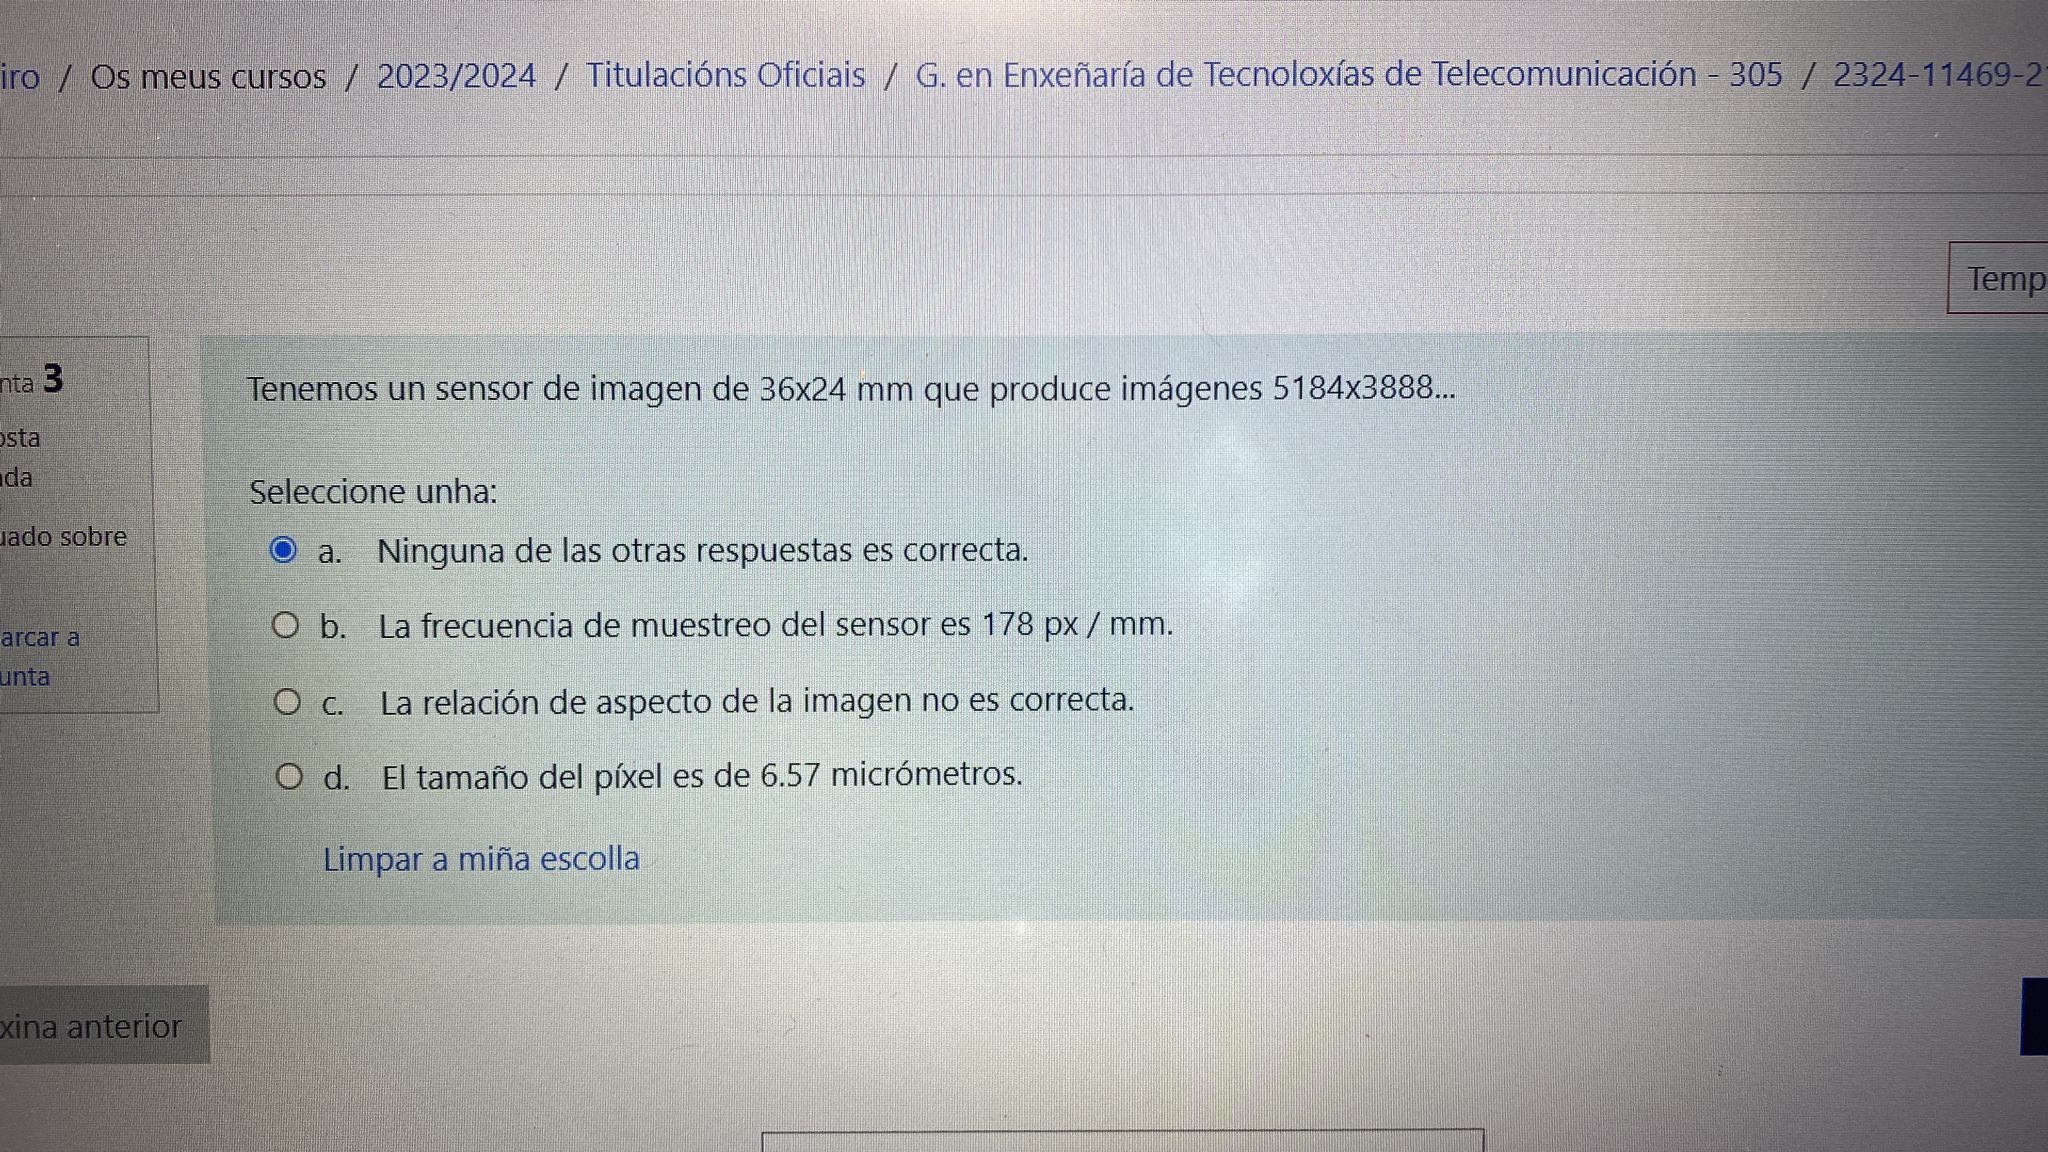 iro / Os meus cursos / 2023/2024 / Titulacións Oficiais / G. en Enxeñaría de Tecnoloxías de Telecomunicación - 305 / 2324-11469-2
Temp
nta 3
osta
da
uado sobre
arcar a
unta
Tenemos un sensor de imagen de 36x24 mm que produce imágenes 5184x3888...
Seleccione unha:
a. Ninguna de las otras respuestas es correcta.
b. La frecuencia de muestreo del sensor es 178 px / mm.
c. La relación de aspecto de la imagen no es correcta.
d. El tamaño del píxel es de 6.57 micrómetros.
Limpar a miña escolla
xina anterior